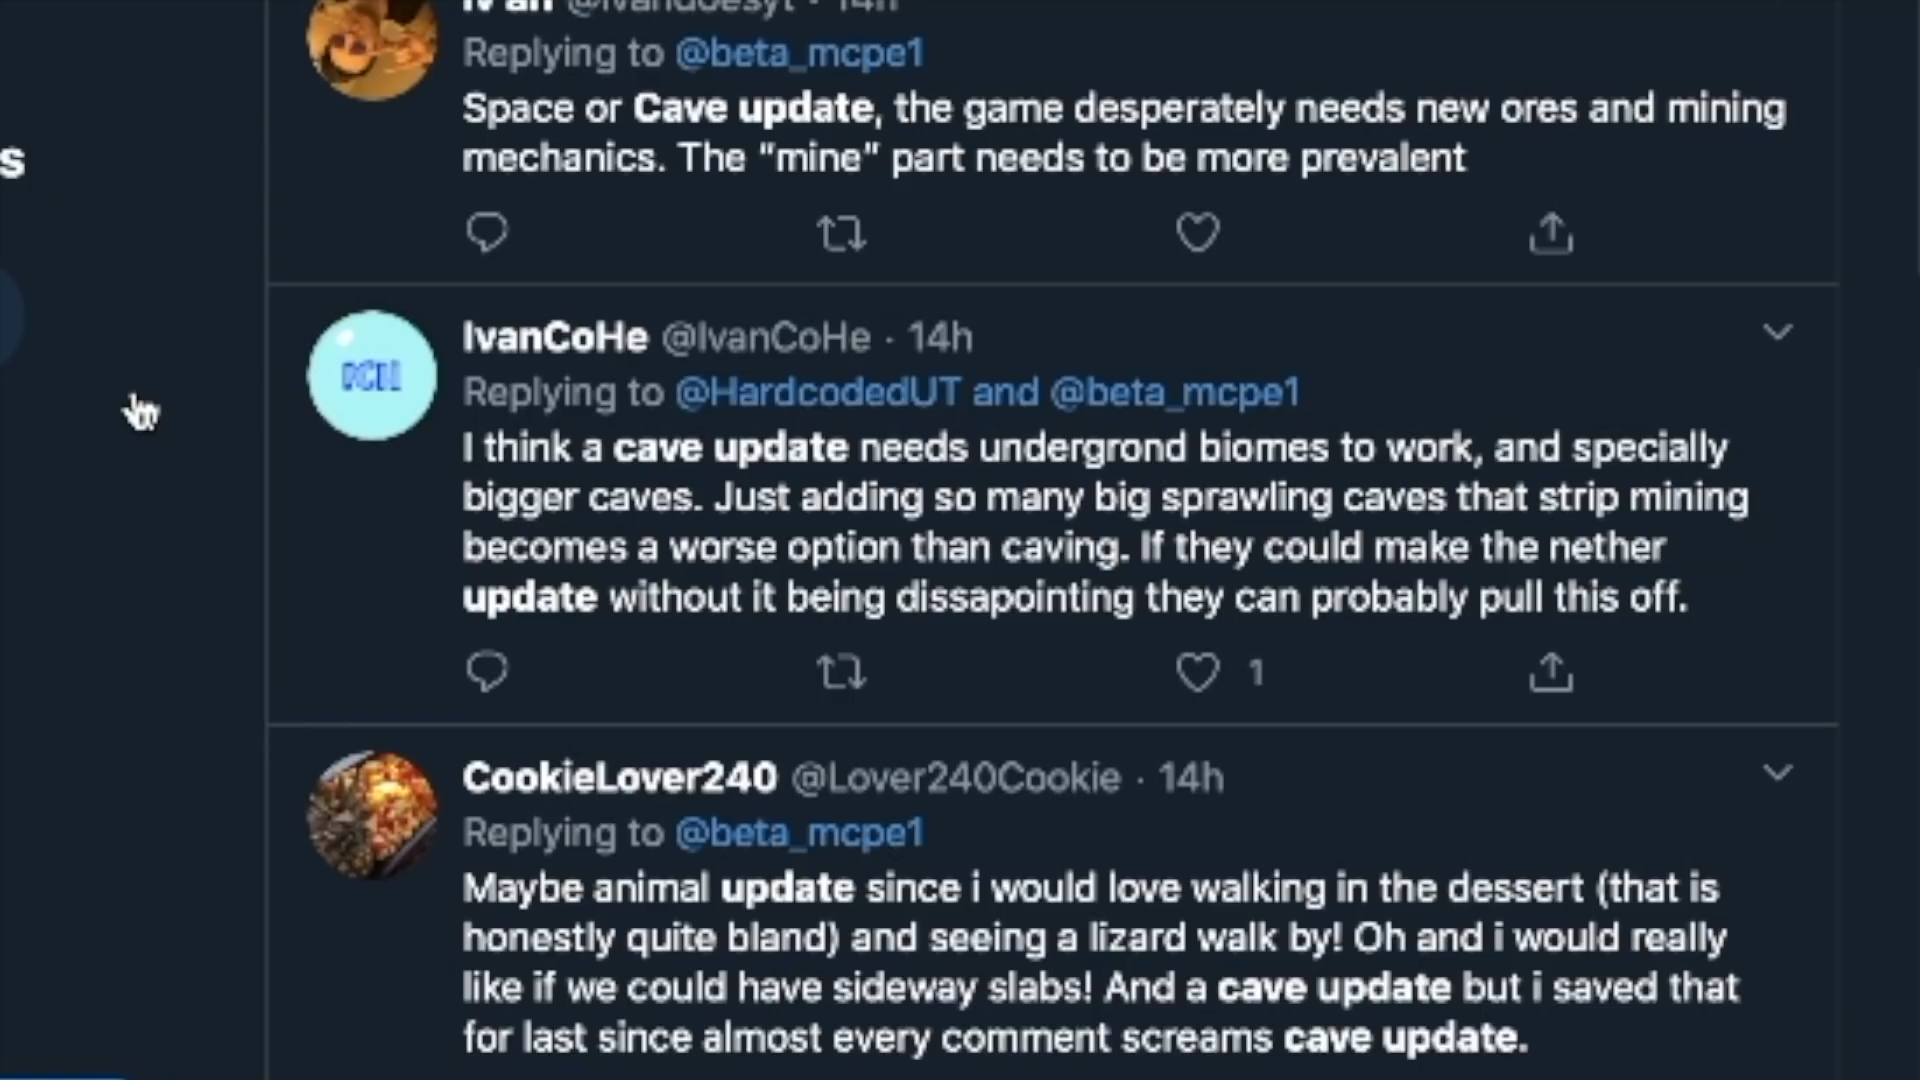 @ivandoesyt · 14h
Replying to @beta_mcpe1
Space or Cave update, the game desperately needs new ores and mining
mechanics. The "mine" part needs to be more prevalent
s
IvanCoHe @IvanCoHe · 14h
Replying to @HardcodedUT and @beta_mcpe1
I think a cave update needs undergrond biomes to work, and specially
bigger caves. Just adding so many big sprawling caves that strip mining
becomes a worse option than caving. If they could make the nether
update without it being dissapointing they can probably pull this off.
1
CookieLover240 @Lover240Cookie · 14h
Replying to @beta_mcpe1
Maybe animal update since i would love walking in the dessert (that is
honestly quite bland) and seeing a lizard walk by! Oh and i would really
like if we could have sideway slabs! And a cave update but i saved that
for last since almost every comment screams cave update.